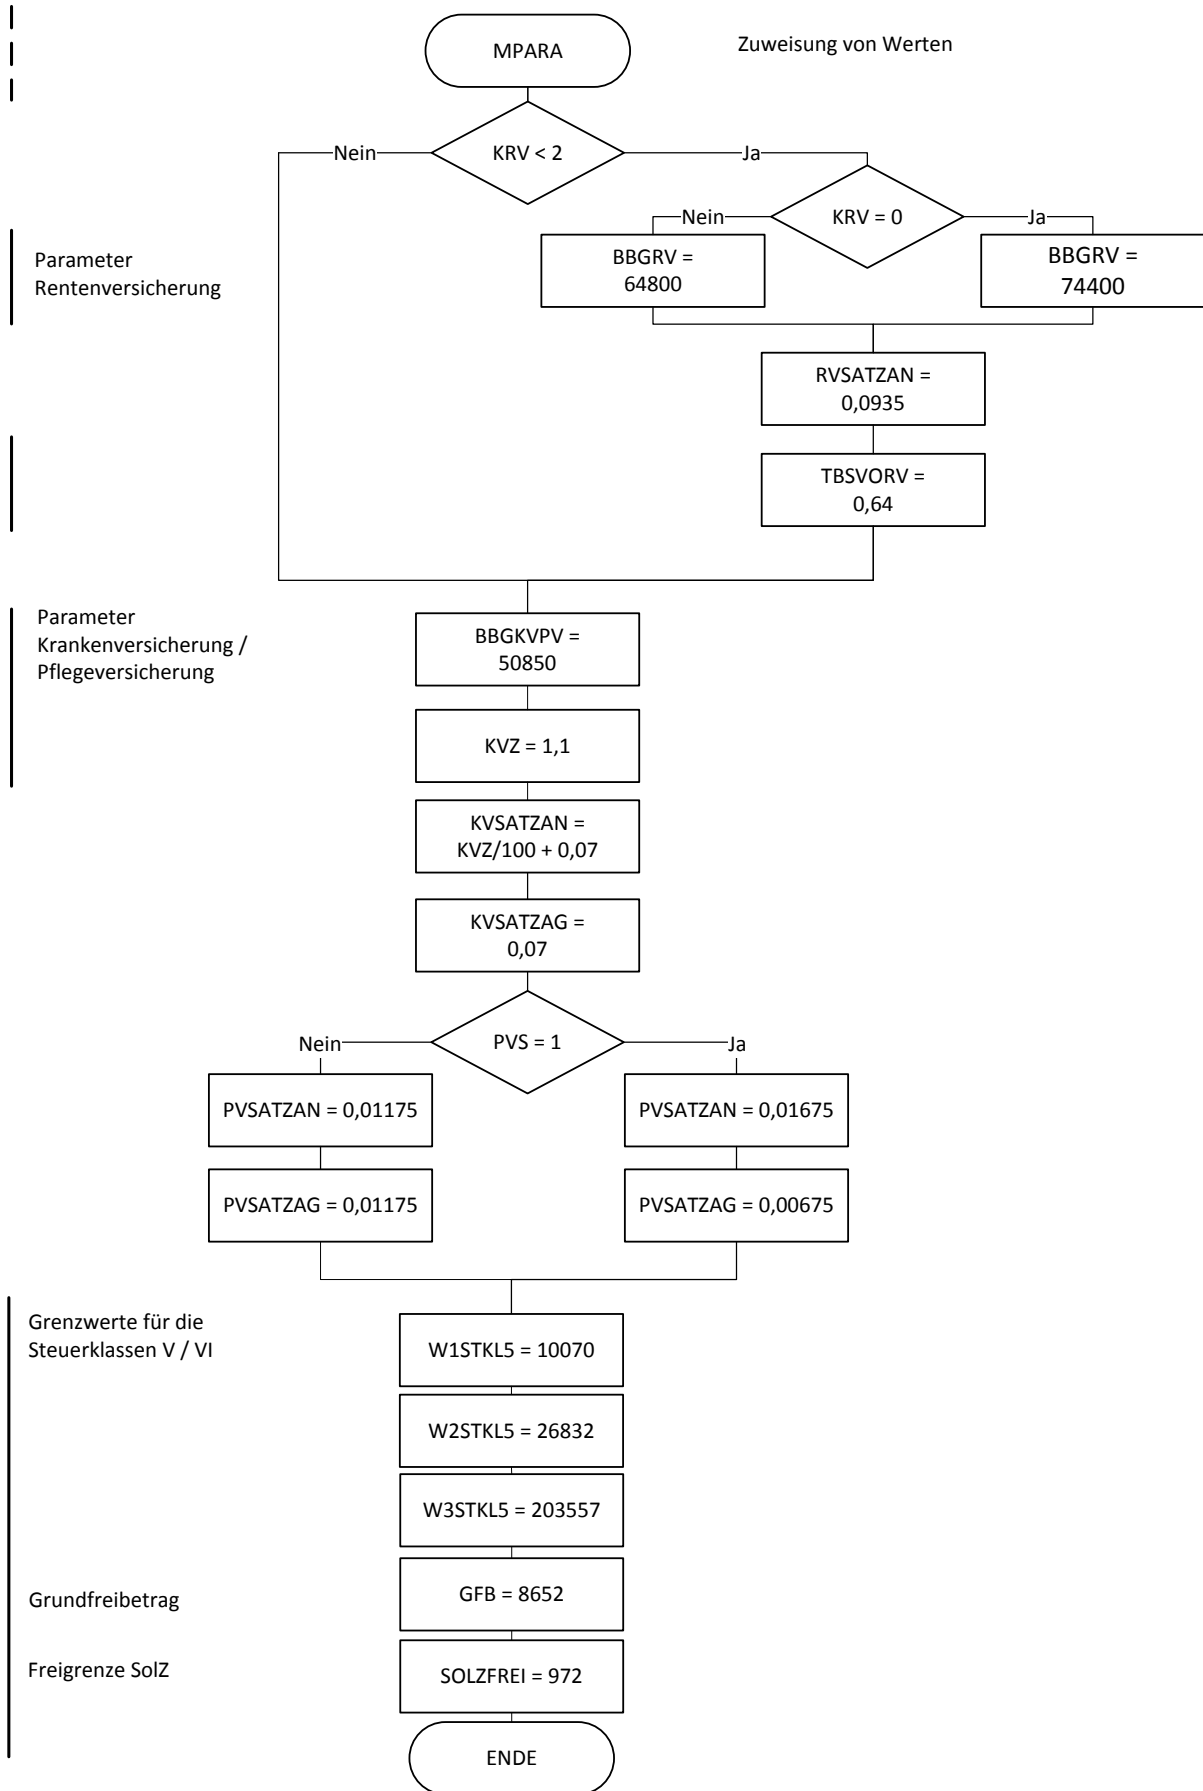 MPARA
Zuweisung von Werten
KRV < 2
Nein
Ja
KRV = 0
Nein
Ja
Parameter
Rentenversicherung
BBGRV =
64800
BBGRV =
74400
RVSATZAN =
0,0935
TBSVORV =
0,64
Parameter
Krankenversicherung /
Pflegeversicherung
BBGKVPV =
50850
KVZ = 1,1
KVSATZAN =
KVZ/100 + 0,07
KVSATZAG =
0,07
PVS = 1
Nein
Ja
PVSATZAN = 0,01175
PVSATZAN = 0,01675
PVSATZAG = 0,01175
PVSATZAG = 0,00675
Grenzwerte für die
Steuerklassen V / VI
W1STKL5 = 10070
W2STKL5 = 26832
W3STKL5 = 203557
Grundfreibetrag
GFB = 8652
Freigrenze SolZ
SOLZFREI = 972
ENDE